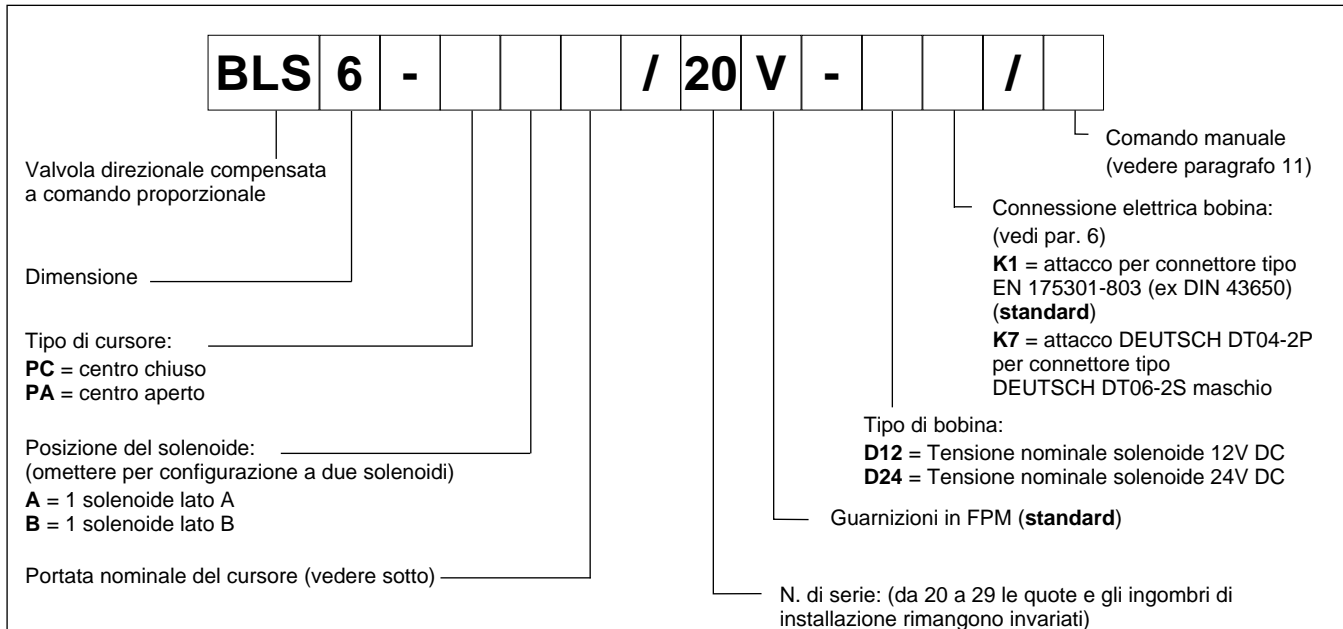 BLS 6 - / 20 V - /
Valvola direzionale compensata
a comando proporzionale
Dimensione
Tipo di cursore:
PC = centro chiuso
PA = centro aperto
Posizione del solenoide:
(omettere per configurazione a due solenoidi)
A = 1 solenoide lato A
B = 1 solenoide lato B
Portata nominale del cursore (vedere sotto)
Comando manuale
(vedere paragrafo 11)
Connessione elettrica bobina:
(vedi par. 6)
K1 = attacco per connettore tipo
EN 175301-803 (ex DIN 43650)
(standard)
K7 = attacco DEUTSCH DT04-2P
per connettore tipo
DEUTSCH DT06-2S maschio
Tipo di bobina:
D12 = Tensione nominale solenoide 12V DC
D24 = Tensione nominale solenoide 24V DC
Guarnizioni in FPM (standard)
N. di serie: (da 20 a 29 le quote e gli ingombri di
installazione rimangono invariati)